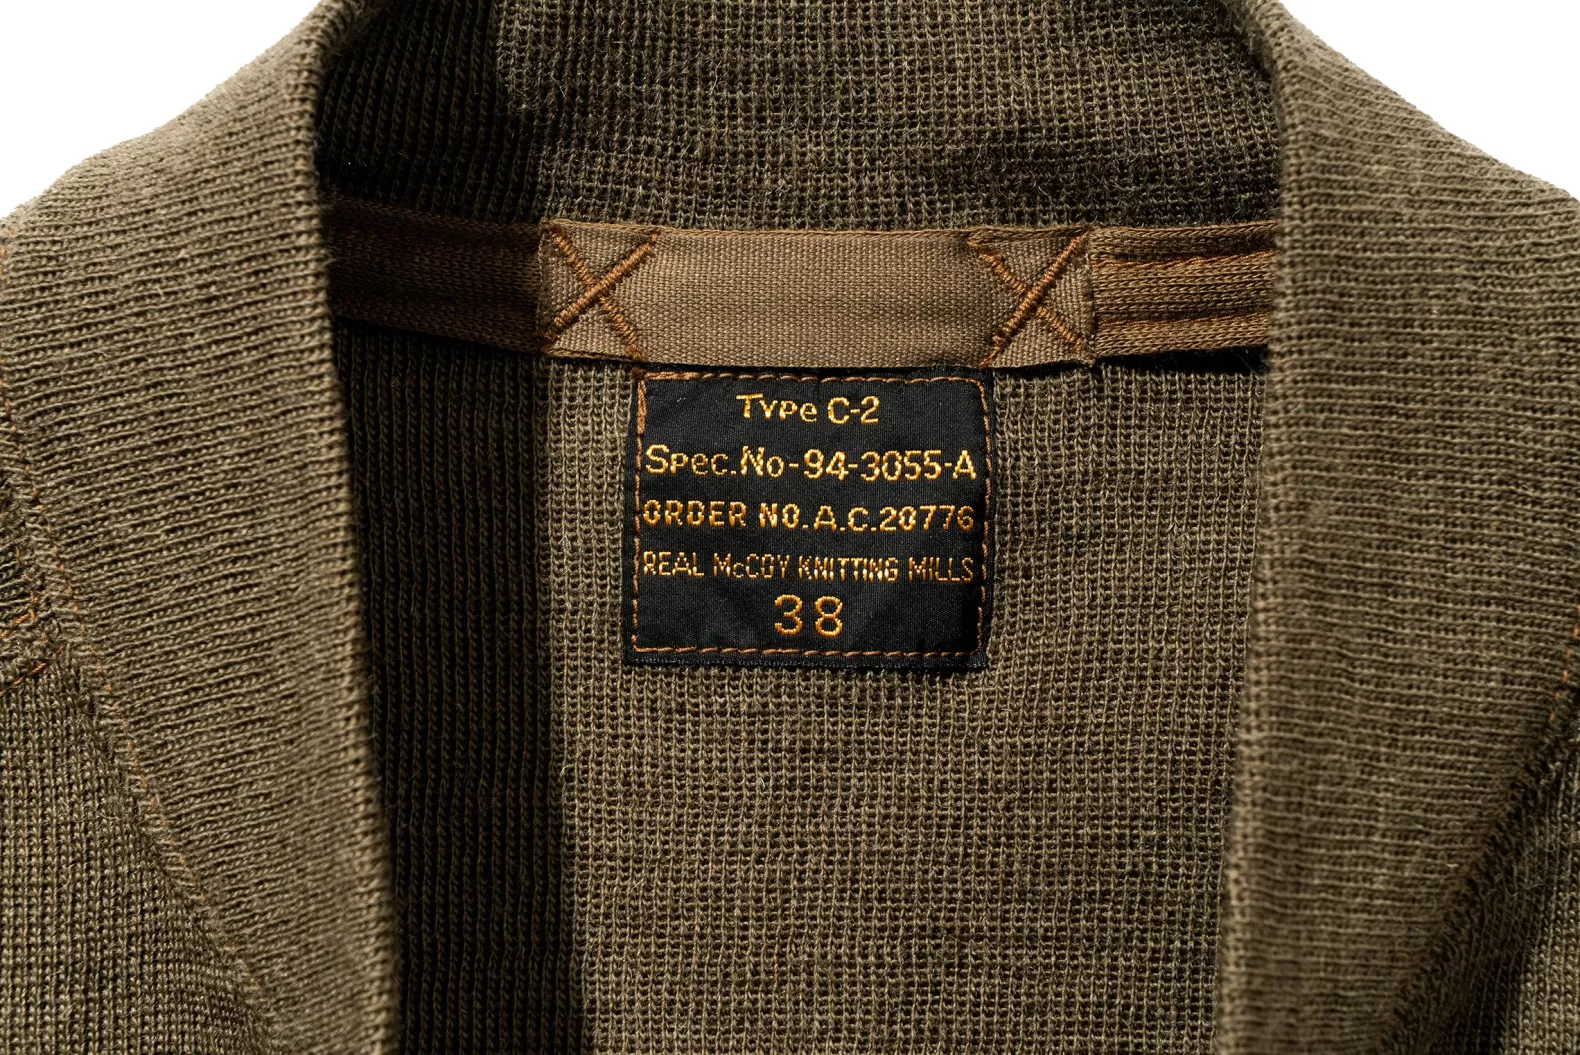 Type C-2
Spec.No-94-3055-A
ORDER NO.A.C.20776
REAL McCOY KNITTING MILLS
38